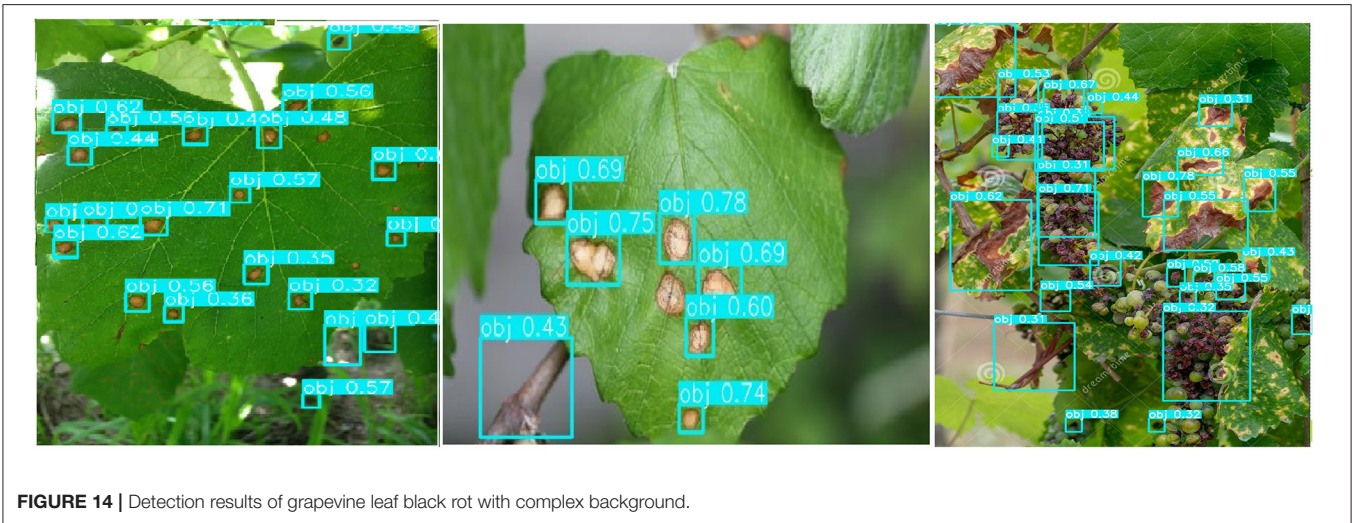 obj 0.49
obj 0.56
obj 0.62
obj 0.56
obj 0.48
obj 0.44
obj 0.57
obj 0.71
obj 0.62
obj 0.35
obj 0.56
obj 0.36
obj 0.32
obj
obj 0.57
obj 0.69
obj 0.78
obj 0.75
obj 0.69
obj 0.60
obj 0.43
obj 0.74
obj 0.53
obj 0.67
obj 0.44
obj 0.31
obj 0.41
obj 0.31
obj 0.66
obj 0.78
obj 0.55
obj 0.71
obj 0.62
obj 0.55
obj 0.42
obj 0.43
obj 0.58
obj 0.55
obj 0.54
obj 0.35
obj 0.32
obj 0.31
obj 0.38
obj 0.32
dreamstime
FIGURE 14 | Detection results of grapevine leaf black rot with complex background.